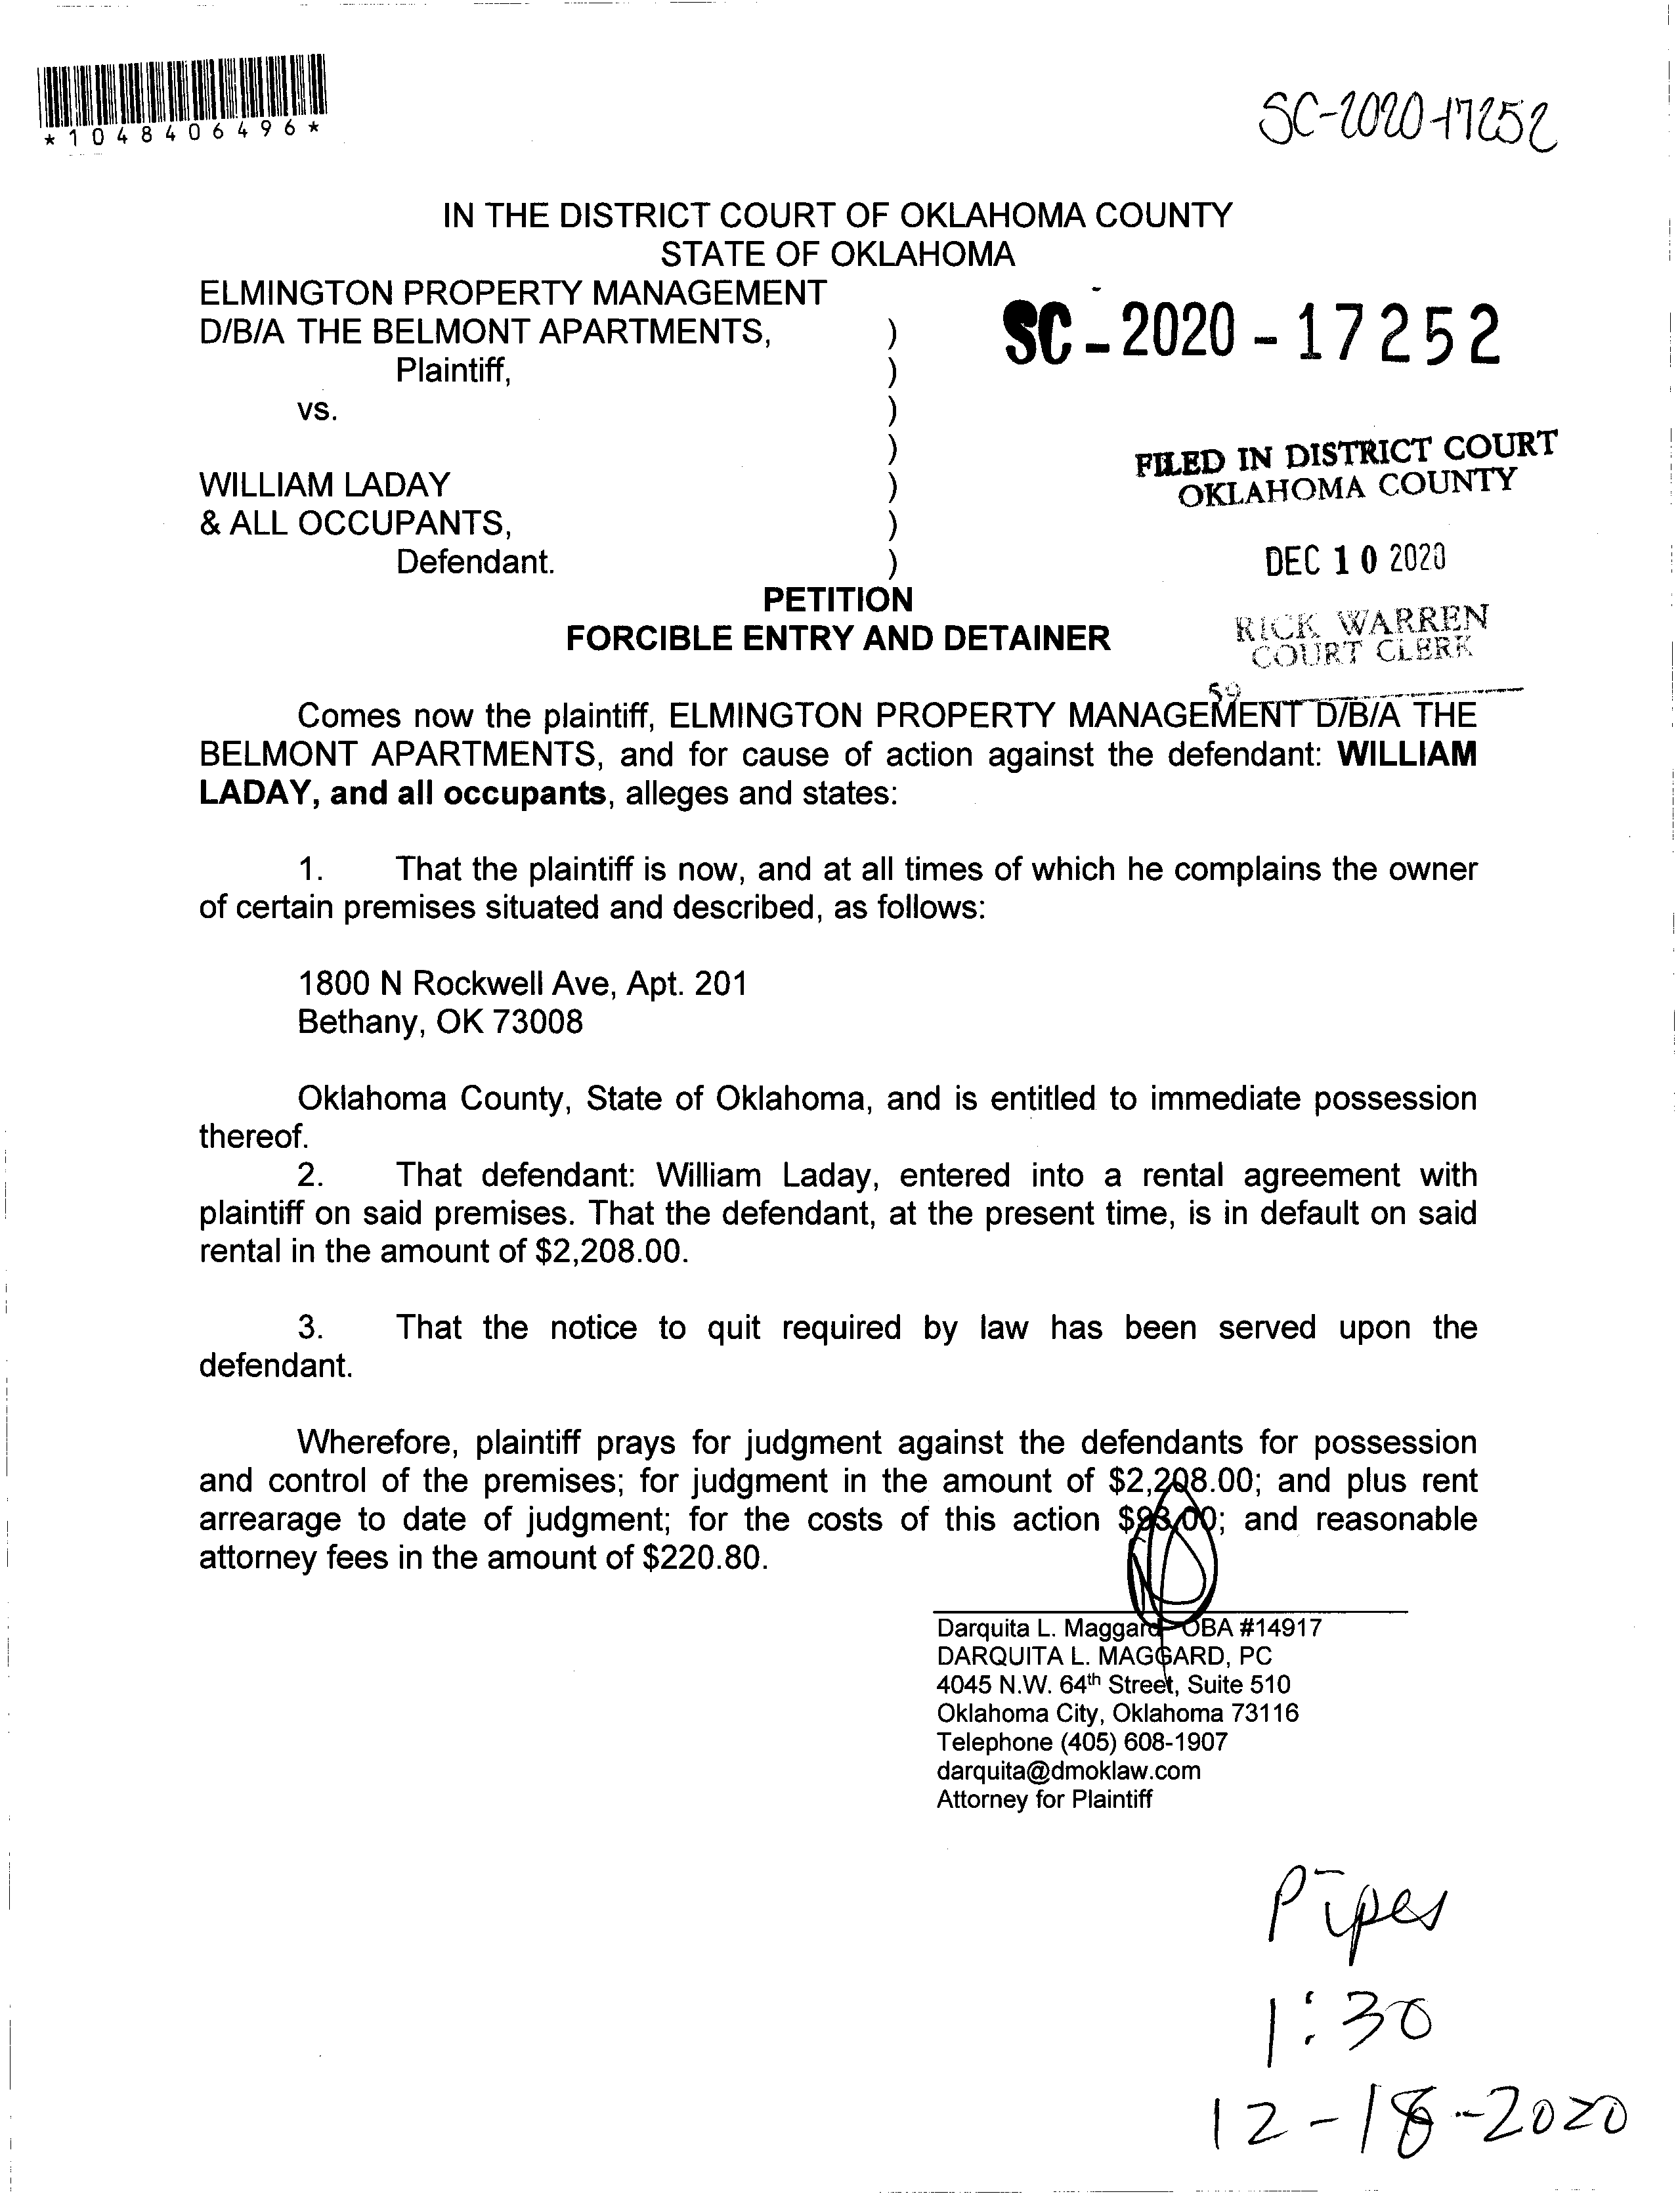 *1048406496*
SC-2020-17252
IN THE DISTRICT COURT OF OKLAHOMA COUNTY
STATE OF OKLAHOMA
ELMINGTON PROPERTY MANAGEMENT
D/B/A THE BELMONT APARTMENTS, )
Plaintiff, )
SC-2020-17252
vs. )
)
WILLIAM LADAY )
& ALL OCCUPANTS, )
Defendant. )
FILED IN DISTRICT COURT
OKLAHOMA COUNTY
DEC 10 2020
RICK WARREN
COURT CLERK
59
PETITION
FORCIBLE ENTRY AND DETAINER
Comes now the plaintiff, ELMINGTON PROPERTY MANAGEMENT D/B/A THE
BELMONT APARTMENTS, and for cause of action against the defendant: WILLIAM
LADAY, and all occupants, alleges and states:
1. That the plaintiff is now, and at all times of which he complains the owner
of certain premises situated and described, as follows:
1800 N Rockwell Ave, Apt. 201
Bethany, OK 73008
Oklahoma County, State of Oklahoma, and is entitled to immediate possession
thereof.
2. That defendant: William Laday, entered into a rental agreement with
plaintiff on said premises. That the defendant, at the present time, is in default on said
rental in the amount of $2,208.00.
3. That the notice to quit required by law has been served upon the
defendant.
Wherefore, plaintiff prays for judgment against the defendants for possession
and control of the premises; for judgment in the amount of $2,208.00; and plus rent
arrearage to date of judgment; for the costs of this action $93.00; and reasonable
attorney fees in the amount of $220.80.
Darquita L. Maggard OBA #14917
DARQUITA L. MAGGARD, PC
4045 N.W. 64th Street, Suite 510
Oklahoma City, Oklahoma 73116
Telephone (405) 608-1907
darquita@dmoklaw.com
Attorney for Plaintiff
Pipes
1:30
12-18-2020